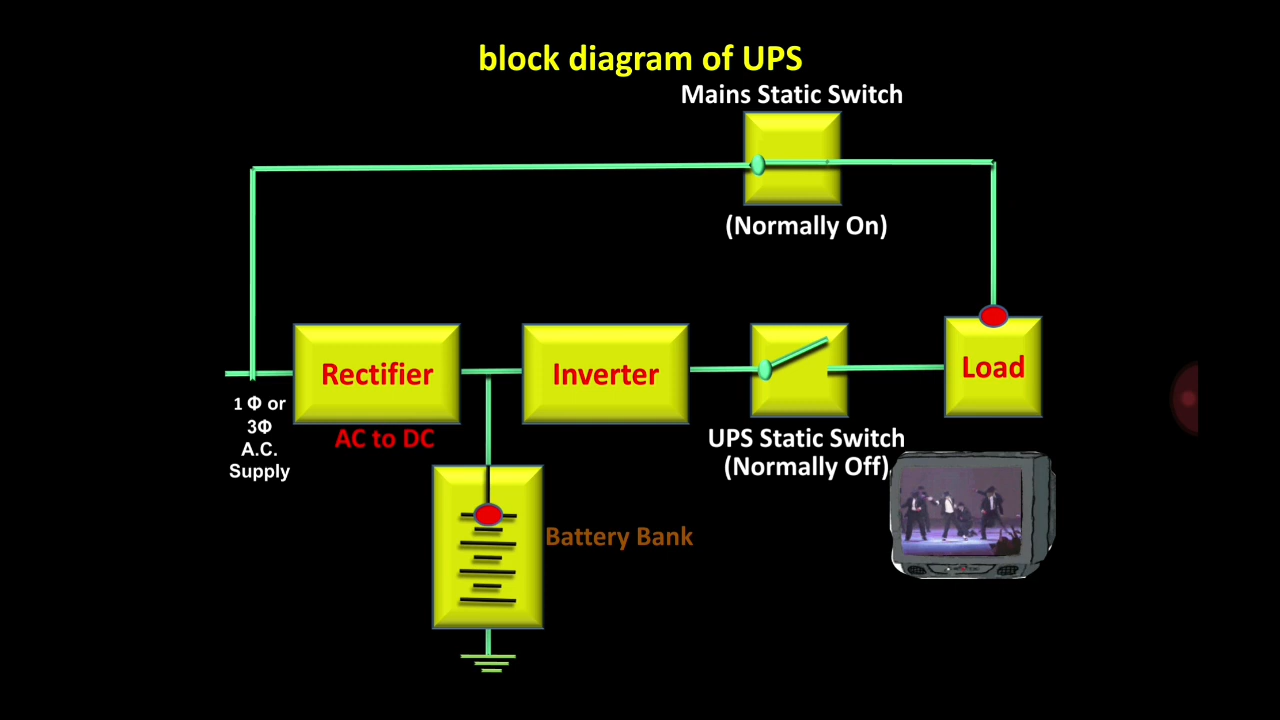 block diagram of UPS
Mains Static Switch
(Normally On)
Rectifier
Inverter
Load
1 Φ or
3Φ
A.C.
Supply
AC to DC
UPS Static Switch
(Normally Off)
Battery Bank